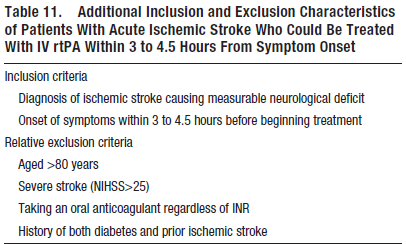 Table 11. Additional Inclusion and Exclusion Characteristics
of Patients With Acute Ischemic Stroke Who Could Be Treated
With IV rtPA Within 3 to 4.5 Hours From Symptom Onset
Inclusion criteria
Diagnosis of ischemic stroke causing measurable neurological deficit
Onset of symptoms within 3 to 4.5 hours before beginning treatment
Relative exclusion criteria
Aged >80 years
Severe stroke (NIHSS>25)
Taking an oral anticoagulant regardless of INR
History of both diabetes and prior ischemic stroke